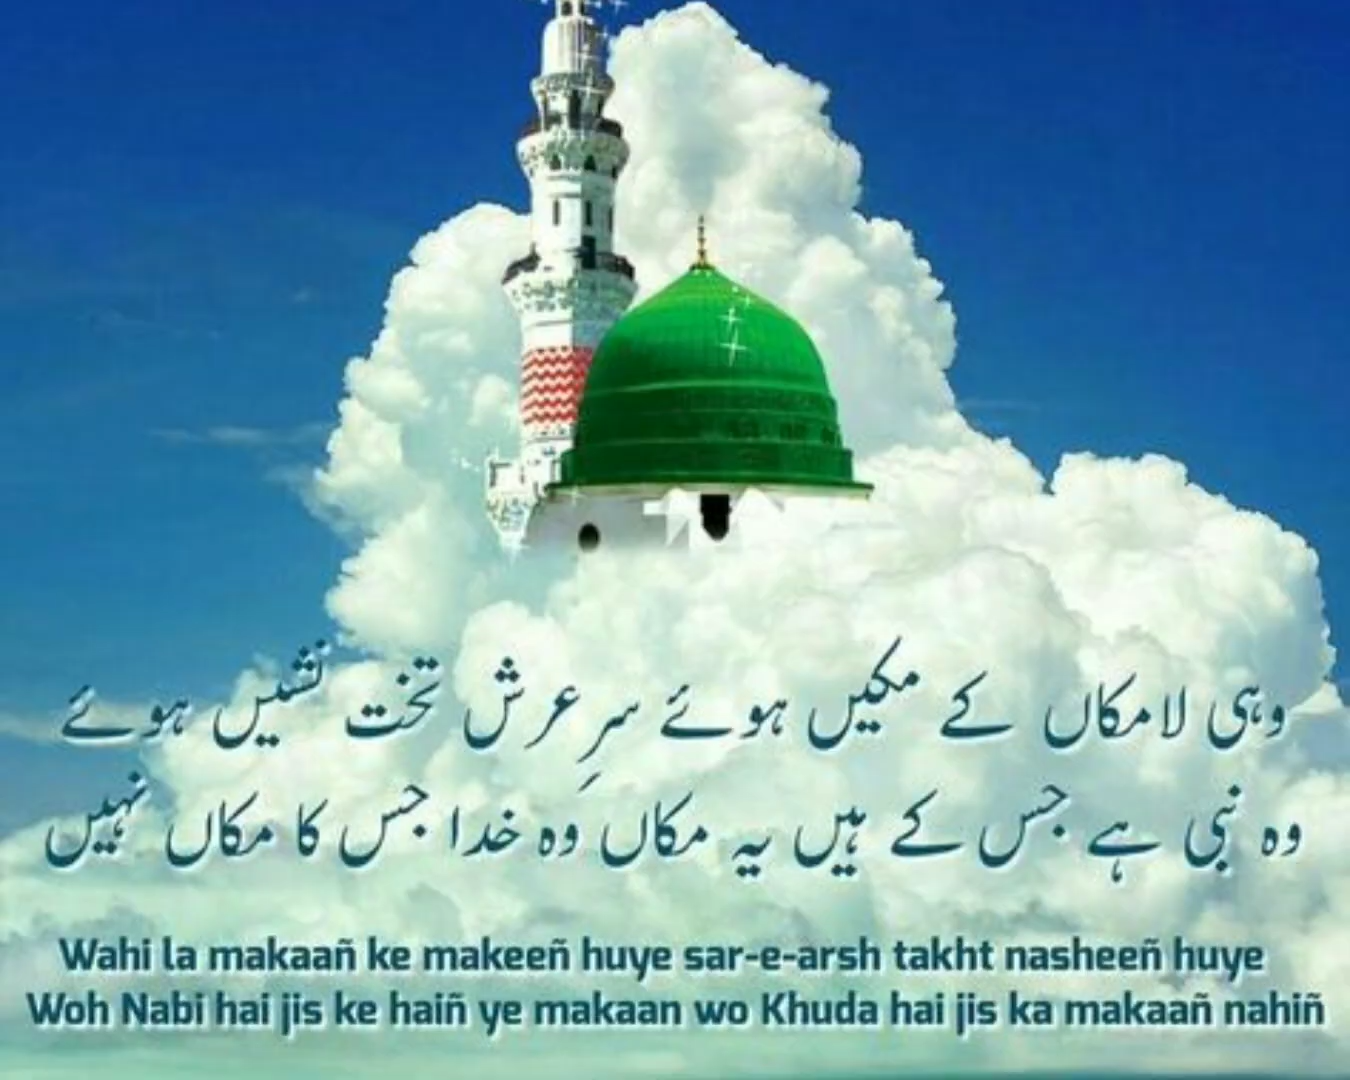 وہی لا مکاں کے مکیں ہوئے سرِ عرش تخت نشیں ہوئے
وہ نبی ہے جس کے ہیں یہ مکاں وہ خدا جس کا مکاں نہیں
Wahi la makaañ ke makeeñ huye sar-e-arsh takht nasheeñ huye
Woh Nabi hai jis ke haiñ ye makaan wo Khuda hai jis ka makaañ nahiñ